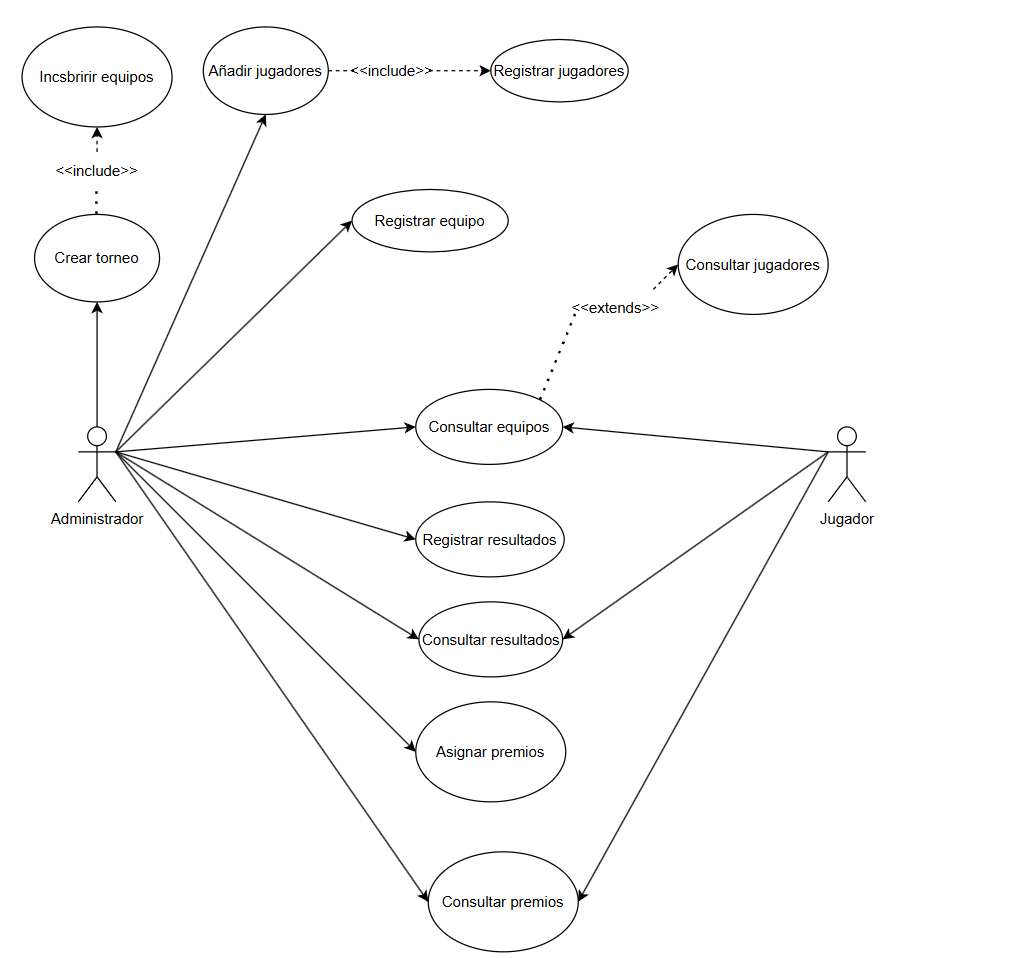 Incsbririr equipos
Añadir jugadores
<<include>>
Registrar jugadores
<<include>>
Registrar equipo
Crear torneo
Consultar jugadores
<<extends>>
Consultar equipos
Administrador
Jugador
Registrar resultados
Consultar resultados
Asignar premios
Consultar premios